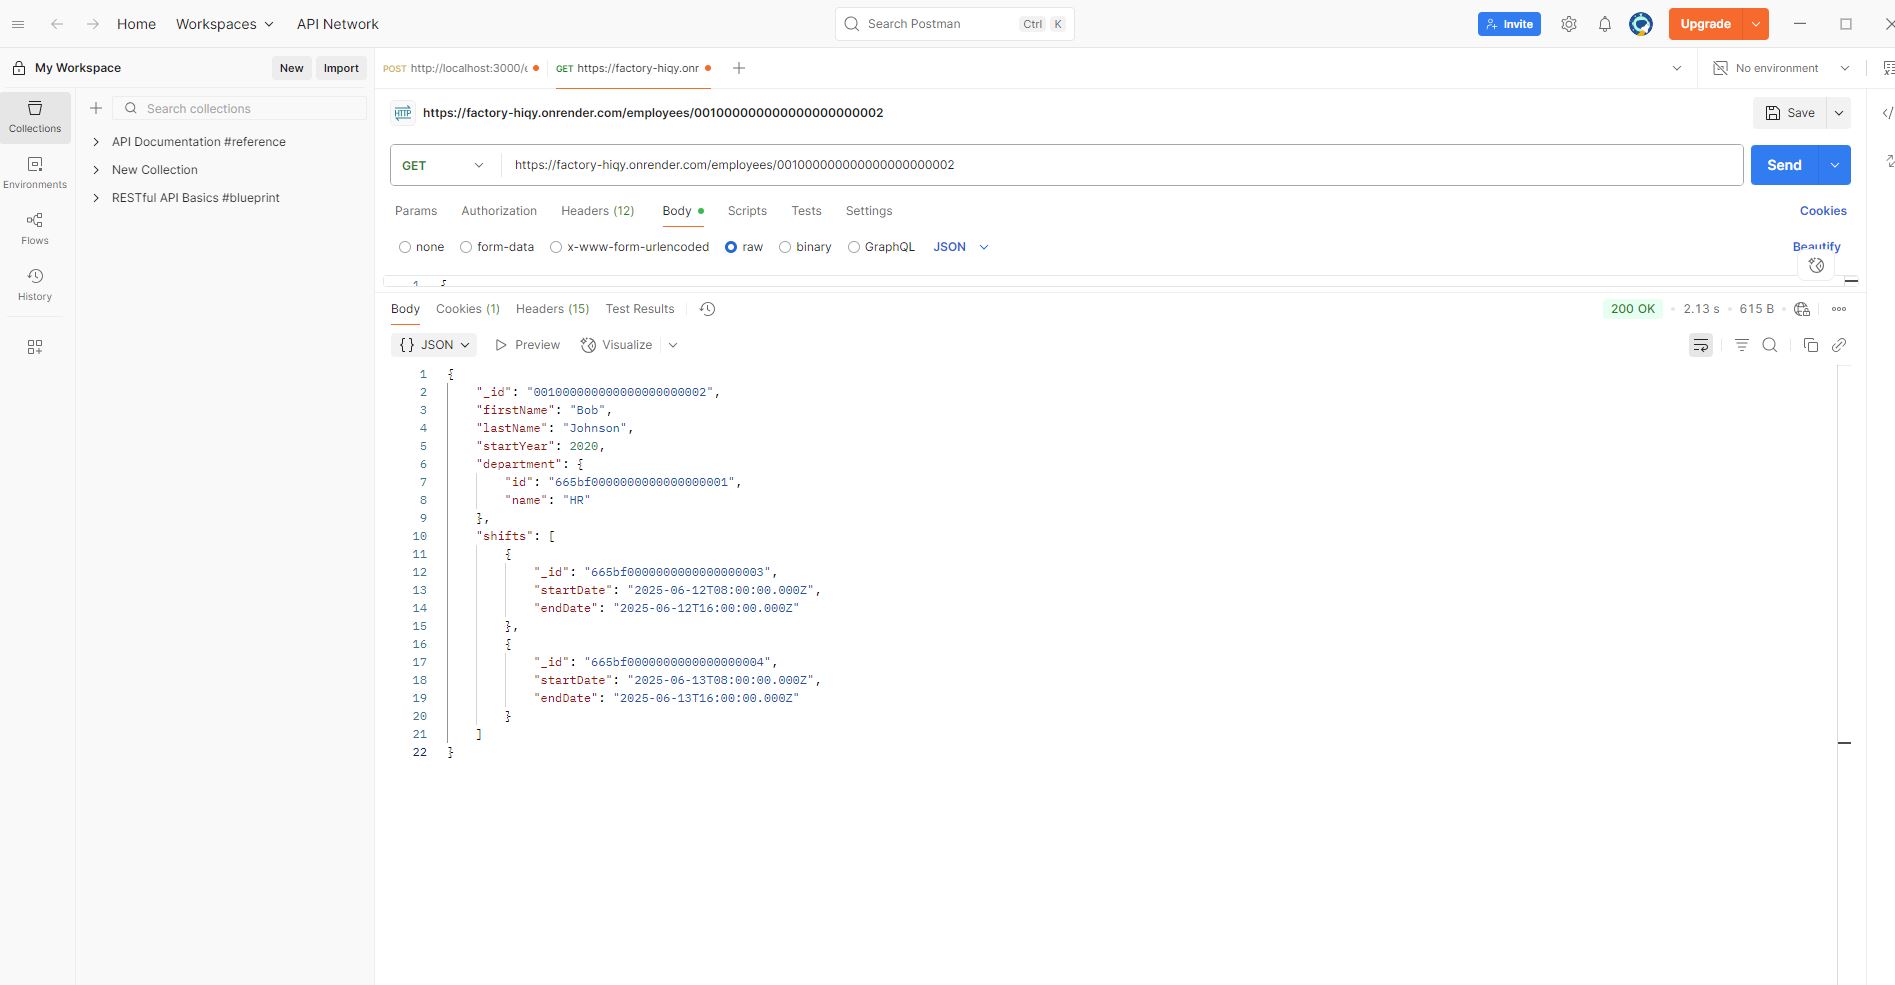 Home Workspaces API Network Search Postman Ctrl K Invite Upgrade
My Workspace New Import POST http://localhost:3000/e GET https://factory-hiqy.onr No environment
Collections
Environments
Flows
History
Search collections
API Documentation #reference
New Collection
RESTful API Basics #blueprint
HTTP https://factory-hiqy.onrender.com/employees/001000000000000000000002 Save
GET https://factory-hiqy.onrender.com/employees/001000000000000000000002 Send
Params Authorization Headers (12) Body Scripts Tests Settings Cookies
none form-data x-www-form-urlencoded raw binary GraphQL JSON Beautify
1 {
Body Cookies (1) Headers (15) Test Results 200 OK 2.13 s 615 B
{} JSON Preview Visualize
1 {
2 "_id": "001000000000000000000002",
3 "firstName": "Bob",
4 "lastName": "Johnson",
5 "startYear": 2020,
6 "department": {
7 "id": "665bf0000000000000000001",
8 "name": "HR"
9 },
10 "shifts": [
11 {
12 "_id": "665bf0000000000000000003",
13 "startDate": "2025-06-12T08:00:00.000Z",
14 "endDate": "2025-06-12T16:00:00.000Z"
15 },
16 {
17 "_id": "665bf0000000000000000004",
18 "startDate": "2025-06-13T08:00:00.000Z",
19 "endDate": "2025-06-13T16:00:00.000Z"
20 }
21 ]
22 }